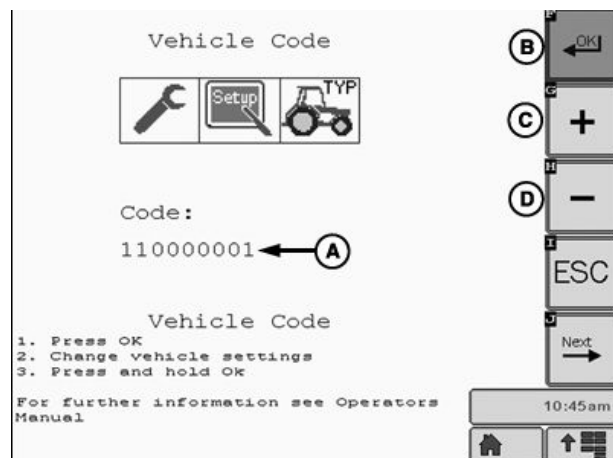 Vehicle Code
F
OK
B
Setup
TYP
G
+
C
H
-
D
Code:
110000001
A
I
ESC
Vehicle Code
J
Next
1. Press OK
2. Change vehicle settings
3. Press and hold Ok
For further information see Operators
Manual
10:45am